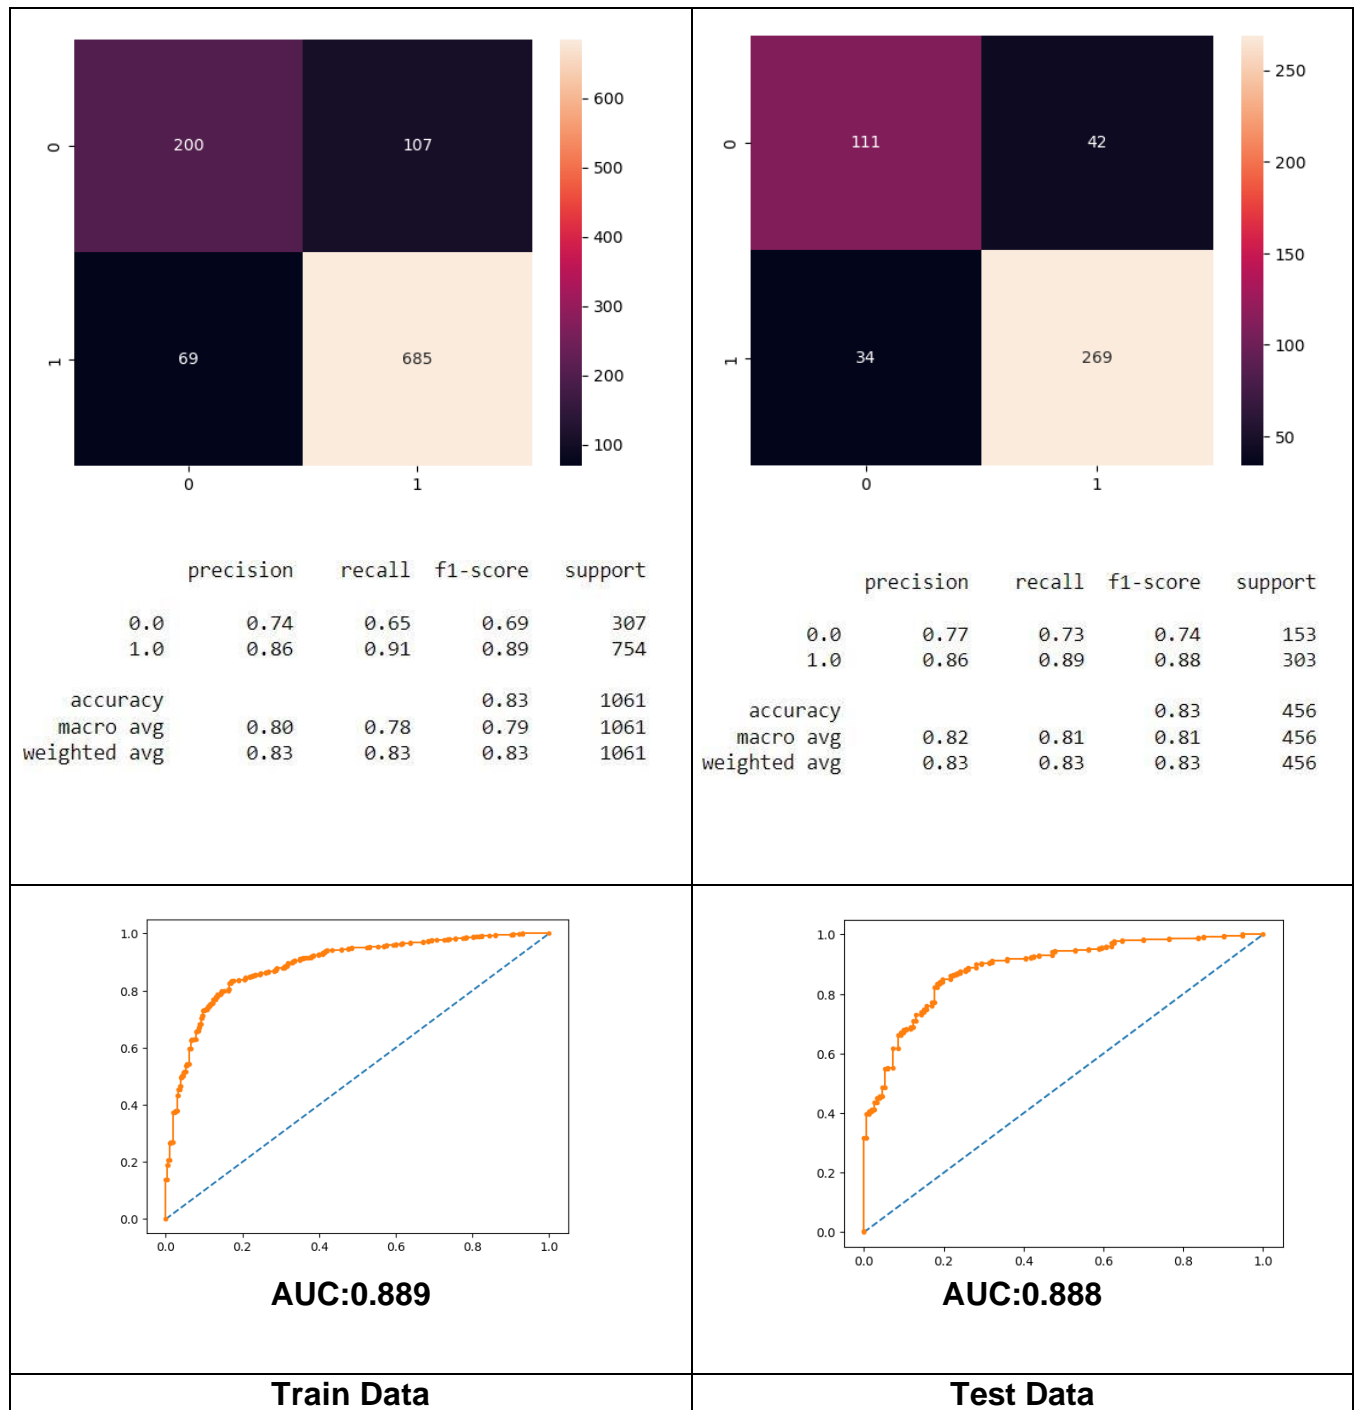 0
200
107
1
69
685
0
1
600
500
400
300
200
100
precision recall f1-score support
0.0 0.74 0.65 0.69 307
1.0 0.86 0.91 0.89 754
accuracy 0.83 1061
macro avg 0.80 0.78 0.79 1061
weighted avg 0.83 0.83 0.83 1061
0
111
42
1
34
269
0
1
250
200
150
100
50
precision recall f1-score support
0.0 0.77 0.73 0.74 153
1.0 0.86 0.89 0.88 303
accuracy 0.83 456
macro avg 0.82 0.81 0.81 456
weighted avg 0.83 0.83 0.83 456
1.0
0.8
0.6
0.4
0.2
0.0
0.0 0.2 0.4 0.6 0.8 1.0
AUC:0.889
1.0
0.8
0.6
0.4
0.2
0.0
0.0 0.2 0.4 0.6 0.8 1.0
AUC:0.888
Train Data
Test Data